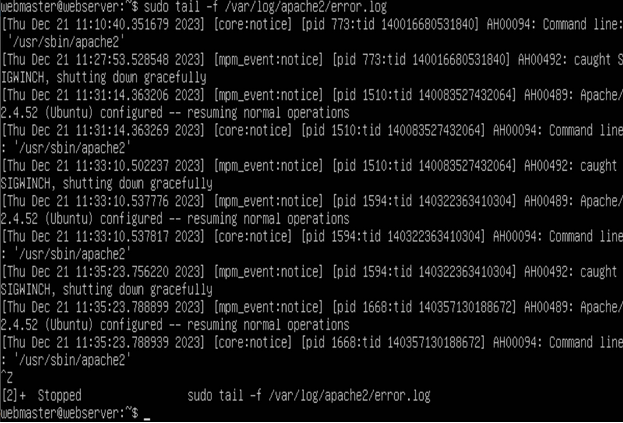 webmaster@webserver:~$ sudo tail -f /var/log/apache2/error.log
[Thu Dec 21 11:10:40.351679 2023] [core:notice] [pid 773:tid 140016680531840] AH00094: Command line:
 '/usr/sbin/apache2'
[Thu Dec 21 11:27:53.528548 2023] [mpm_event:notice] [pid 773:tid 140016680531840] AH00492: caught S
IGWINCH, shutting down gracefully
[Thu Dec 21 11:31:14.363206 2023] [mpm_event:notice] [pid 1510:tid 140083527432064] AH00489: Apache/
2.4.52 (Ubuntu) configured -- resuming normal operations
[Thu Dec 21 11:31:14.363269 2023] [core:notice] [pid 1510:tid 140083527432064] AH00094: Command line
: '/usr/sbin/apache2'
[Thu Dec 21 11:33:10.502237 2023] [mpm_event:notice] [pid 1510:tid 140083527432064] AH00492: caught
SIGWINCH, shutting down gracefully
[Thu Dec 21 11:33:10.537776 2023] [mpm_event:notice] [pid 1594:tid 140322363410304] AH00489: Apache/
2.4.52 (Ubuntu) configured -- resuming normal operations
[Thu Dec 21 11:33:10.537817 2023] [core:notice] [pid 1594:tid 140322363410304] AH00094: Command line
: '/usr/sbin/apache2'
[Thu Dec 21 11:35:23.756220 2023] [mpm_event:notice] [pid 1594:tid 140322363410304] AH00492: caught
SIGWINCH, shutting down gracefully
[Thu Dec 21 11:35:23.788899 2023] [mpm_event:notice] [pid 1668:tid 140357130188672] AH00489: Apache/
2.4.52 (Ubuntu) configured -- resuming normal operations
[Thu Dec 21 11:35:23.788939 2023] [core:notice] [pid 1668:tid 140357130188672] AH00094: Command line
: '/usr/sbin/apache2'
^Z
[2]+  Stopped                 sudo tail -f /var/log/apache2/error.log
webmaster@webserver:~$ _